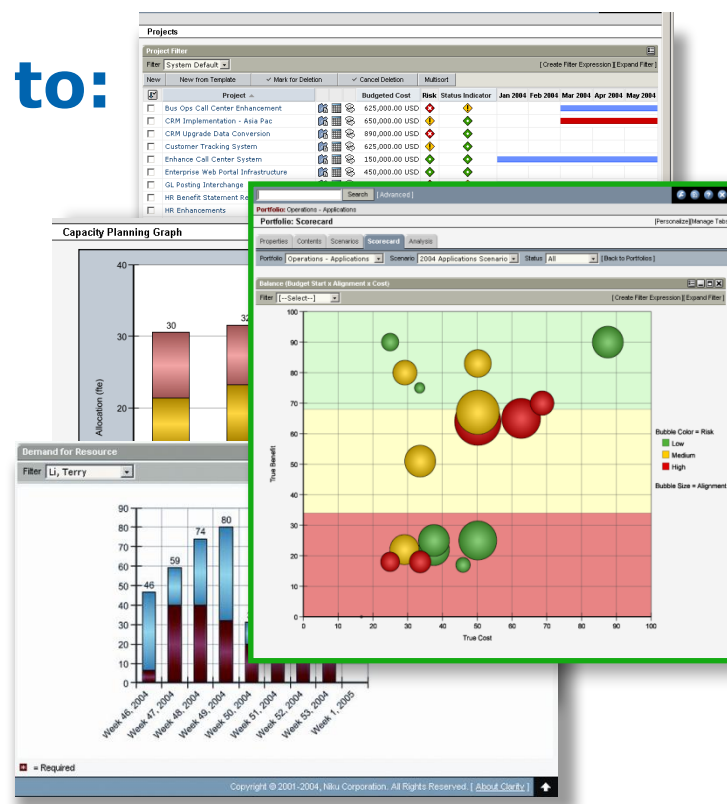 to:
Projects
Project Filter
Filter System Default [ Create Filter Expression ][ Expand Filter ]
New New from Template ✓ Mark for Deletion ✓ Cancel Deletion Multisort
Project Budgeted Cost Risk Status Indicator Jan 2004 Feb 2004 Mar 2004 Apr 2004 May 2004
Bus Ops Call Center Enhancement 625,000.00 USD
CRM Implementation - Asia Pac 450,000.00 USD
CRM Upgrade Data Conversion 890,000.00 USD
Customer Tracking System 625,000.00 USD
Enhance Call Center System 150,000.00 USD
Enterprise Web Portal Infrastructure 650,000.00 USD
GL Posting Interchange
HR Benefit Statement Re
HR Enhancements
Capacity Planning Graph
Allocation (fte)
40
30
20
30
32
Search [ Advanced ]
Portfolio: Operations - Applications
Portfolio: Scorecard [Personalize][Manage Tabs
Properties Contents Scenarios Scorecard Analysis
Portfolio Operations - Applications Scenario 2004 Applications Scenario Status All [ Back to Portfolios ]
Balance (Budget Start x Alignment x Cost)
Filter [--Select--] [ Create Filter Expression ][ Expand Filter ]
100
90
80
70
60
50
40
30
20
10
0
True Benefit
0 10 20 30 40 50 60 70 80 90 100
True Cost
Bubble Color = Risk
Low
Medium
High
Bubble Size = Alignment
Demand for Resource
Filter Li, Terry
90
80
70
60
50
40
30
20
10
0
46 59 74 80
Week 46, 2004
Week 47, 2004
Week 48, 2004
Week 49, 2004
Week 50, 2004
Week 51, 2004
Week 52, 2004
Week 53, 2004
Week 1, 2005
= Required
Copyright © 2001-2004, Niku Corporation. All Rights Reserved. [ About Clarity ]